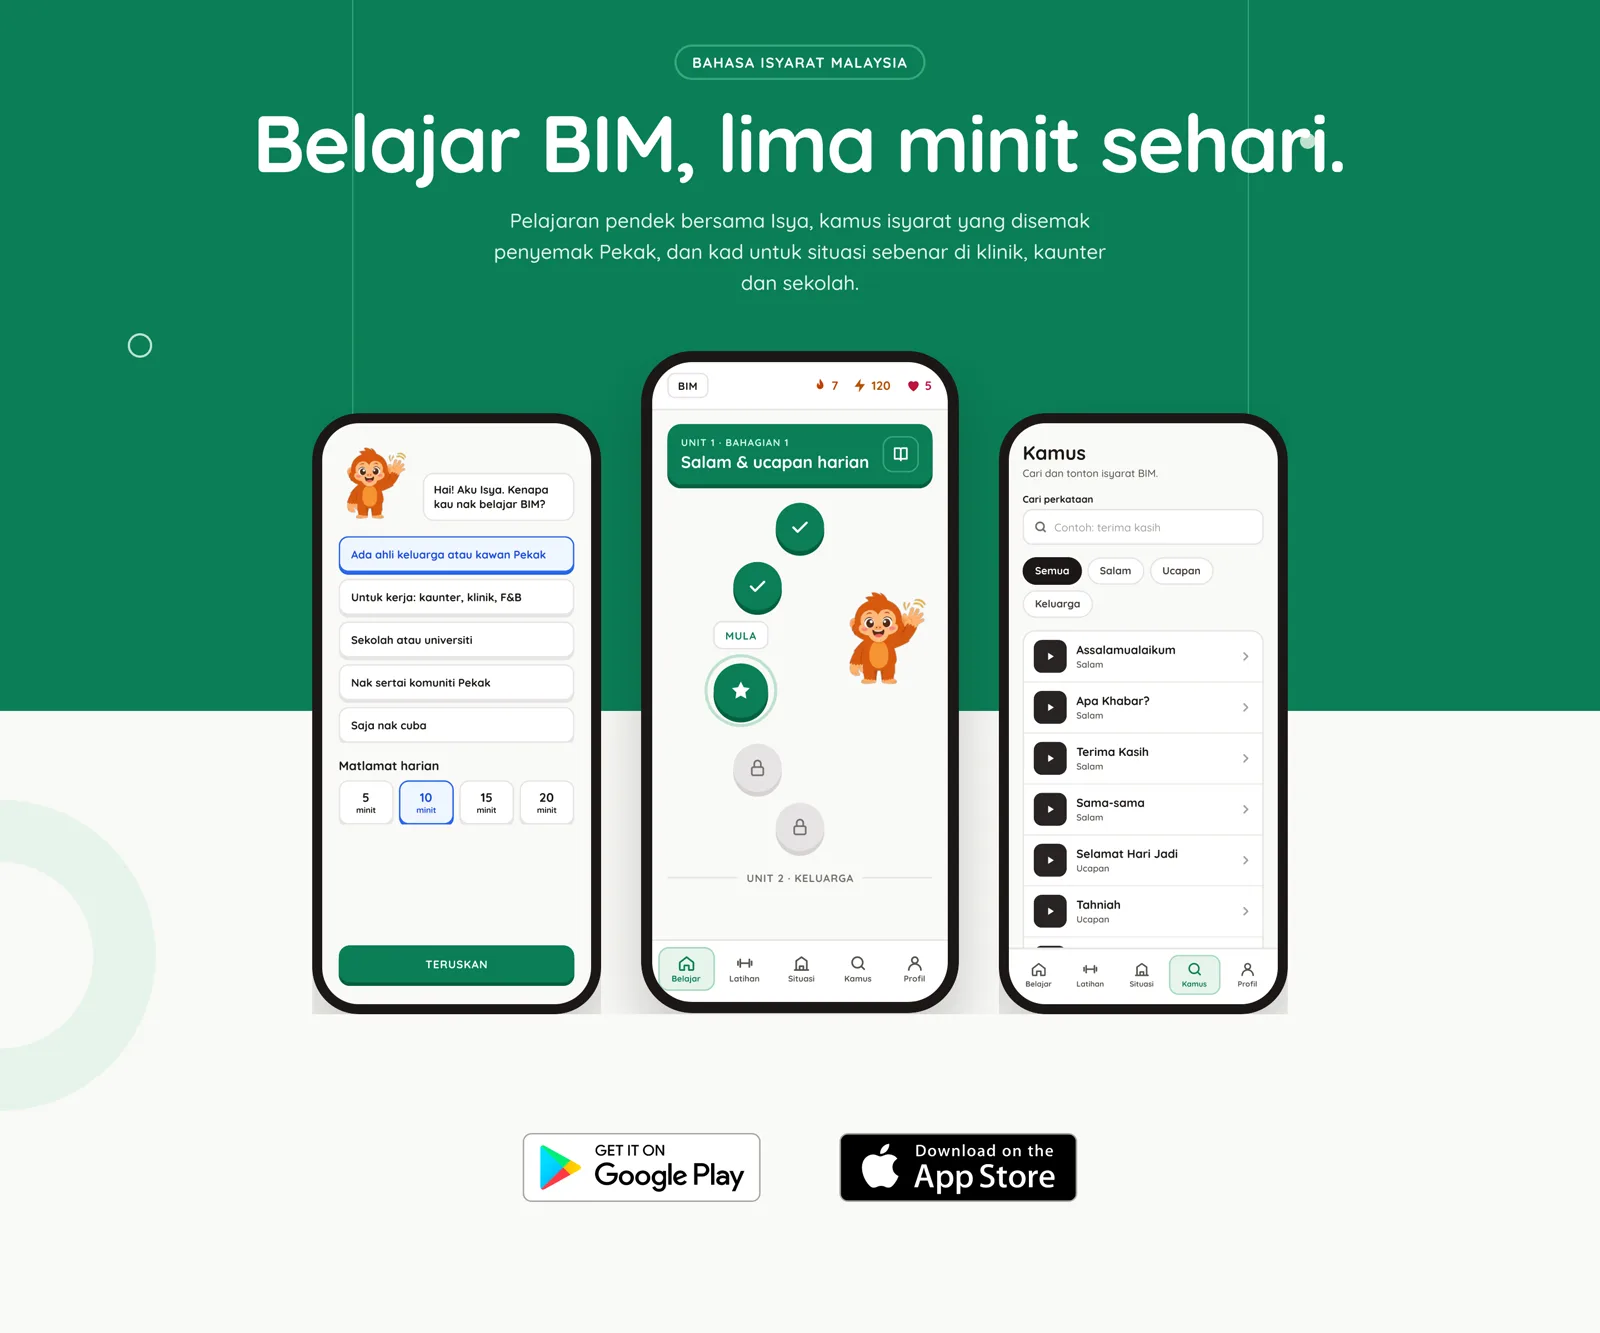 BAHASA ISYARAT MALAYSIA
Belajar BIM, lima minit sehari.
Pelajaran pendek bersama Isya, kamus isyarat yang disemak
penyemak Pekak, dan kad untuk situasi sebenar di klinik, kaunter
dan sekolah.
Hai! Aku Isya. Kenapa
kau nak belajar BIM?
Ada ahli keluarga atau kawan Pekak
Untuk kerja: kaunter, klinik, F&B
Sekolah atau universiti
Nak sertai komuniti Pekak
Saja nak cuba
Matlamat harian
5 minit
10 minit
15 minit
20 minit
TERUSKAN
BIM
7 120 5
UNIT 1 · BAHAGIAN 1
Salam & ucapan harian
MULA
UNIT 2 · KELUARGA
Belajar Latihan Situasi Kamus Profil
Kamus
Cari dan tonton isyarat BIM.
Cari perkataan
Contoh: terima kasih
Semua Salam Ucapan
Keluarga
Assalamualaikum
Salam
Apa Khabar?
Salam
Terima Kasih
Salam
Sama-sama
Salam
Selamat Hari Jadi
Ucapan
Tahniah
Ucapan
Belajar Latihan Situasi Kamus Profil
GET IT ON
Google Play
Download on the
App Store